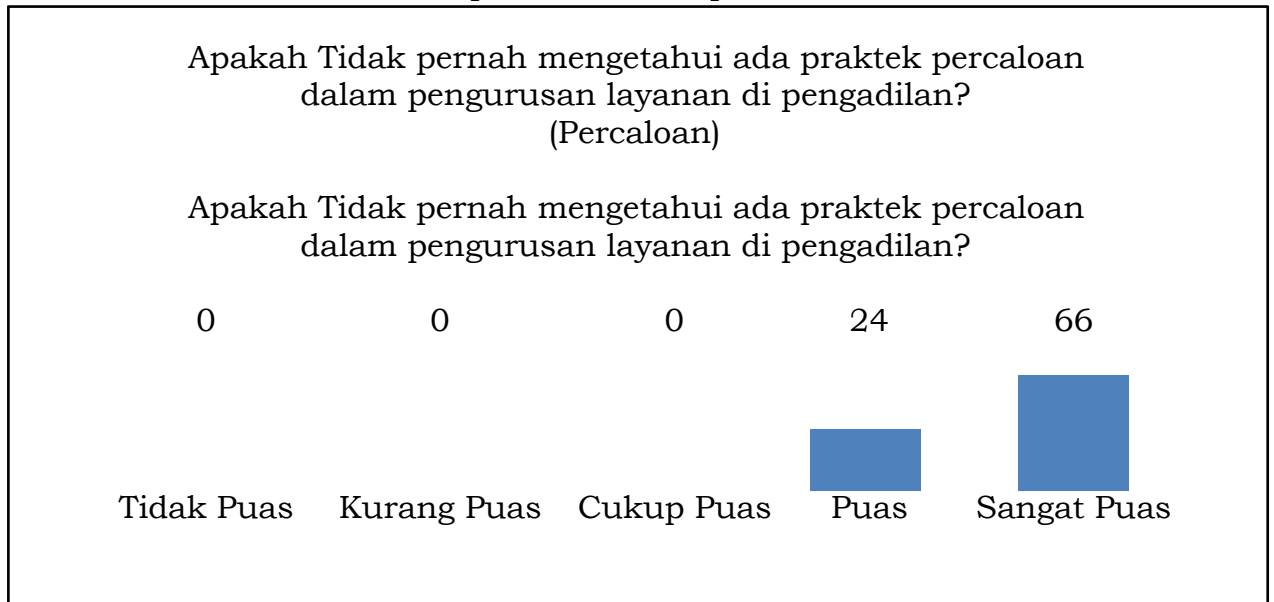 Apakah Tidak pernah mengetahui ada praktek percaloan
dalam pengurusan layanan di pengadilan?
(Percaloan)
Apakah Tidak pernah mengetahui ada praktek percaloan
dalam pengurusan layanan di pengadilan?
0 0 0 24 66
Tidak Puas Kurang Puas Cukup Puas Puas Sangat Puas